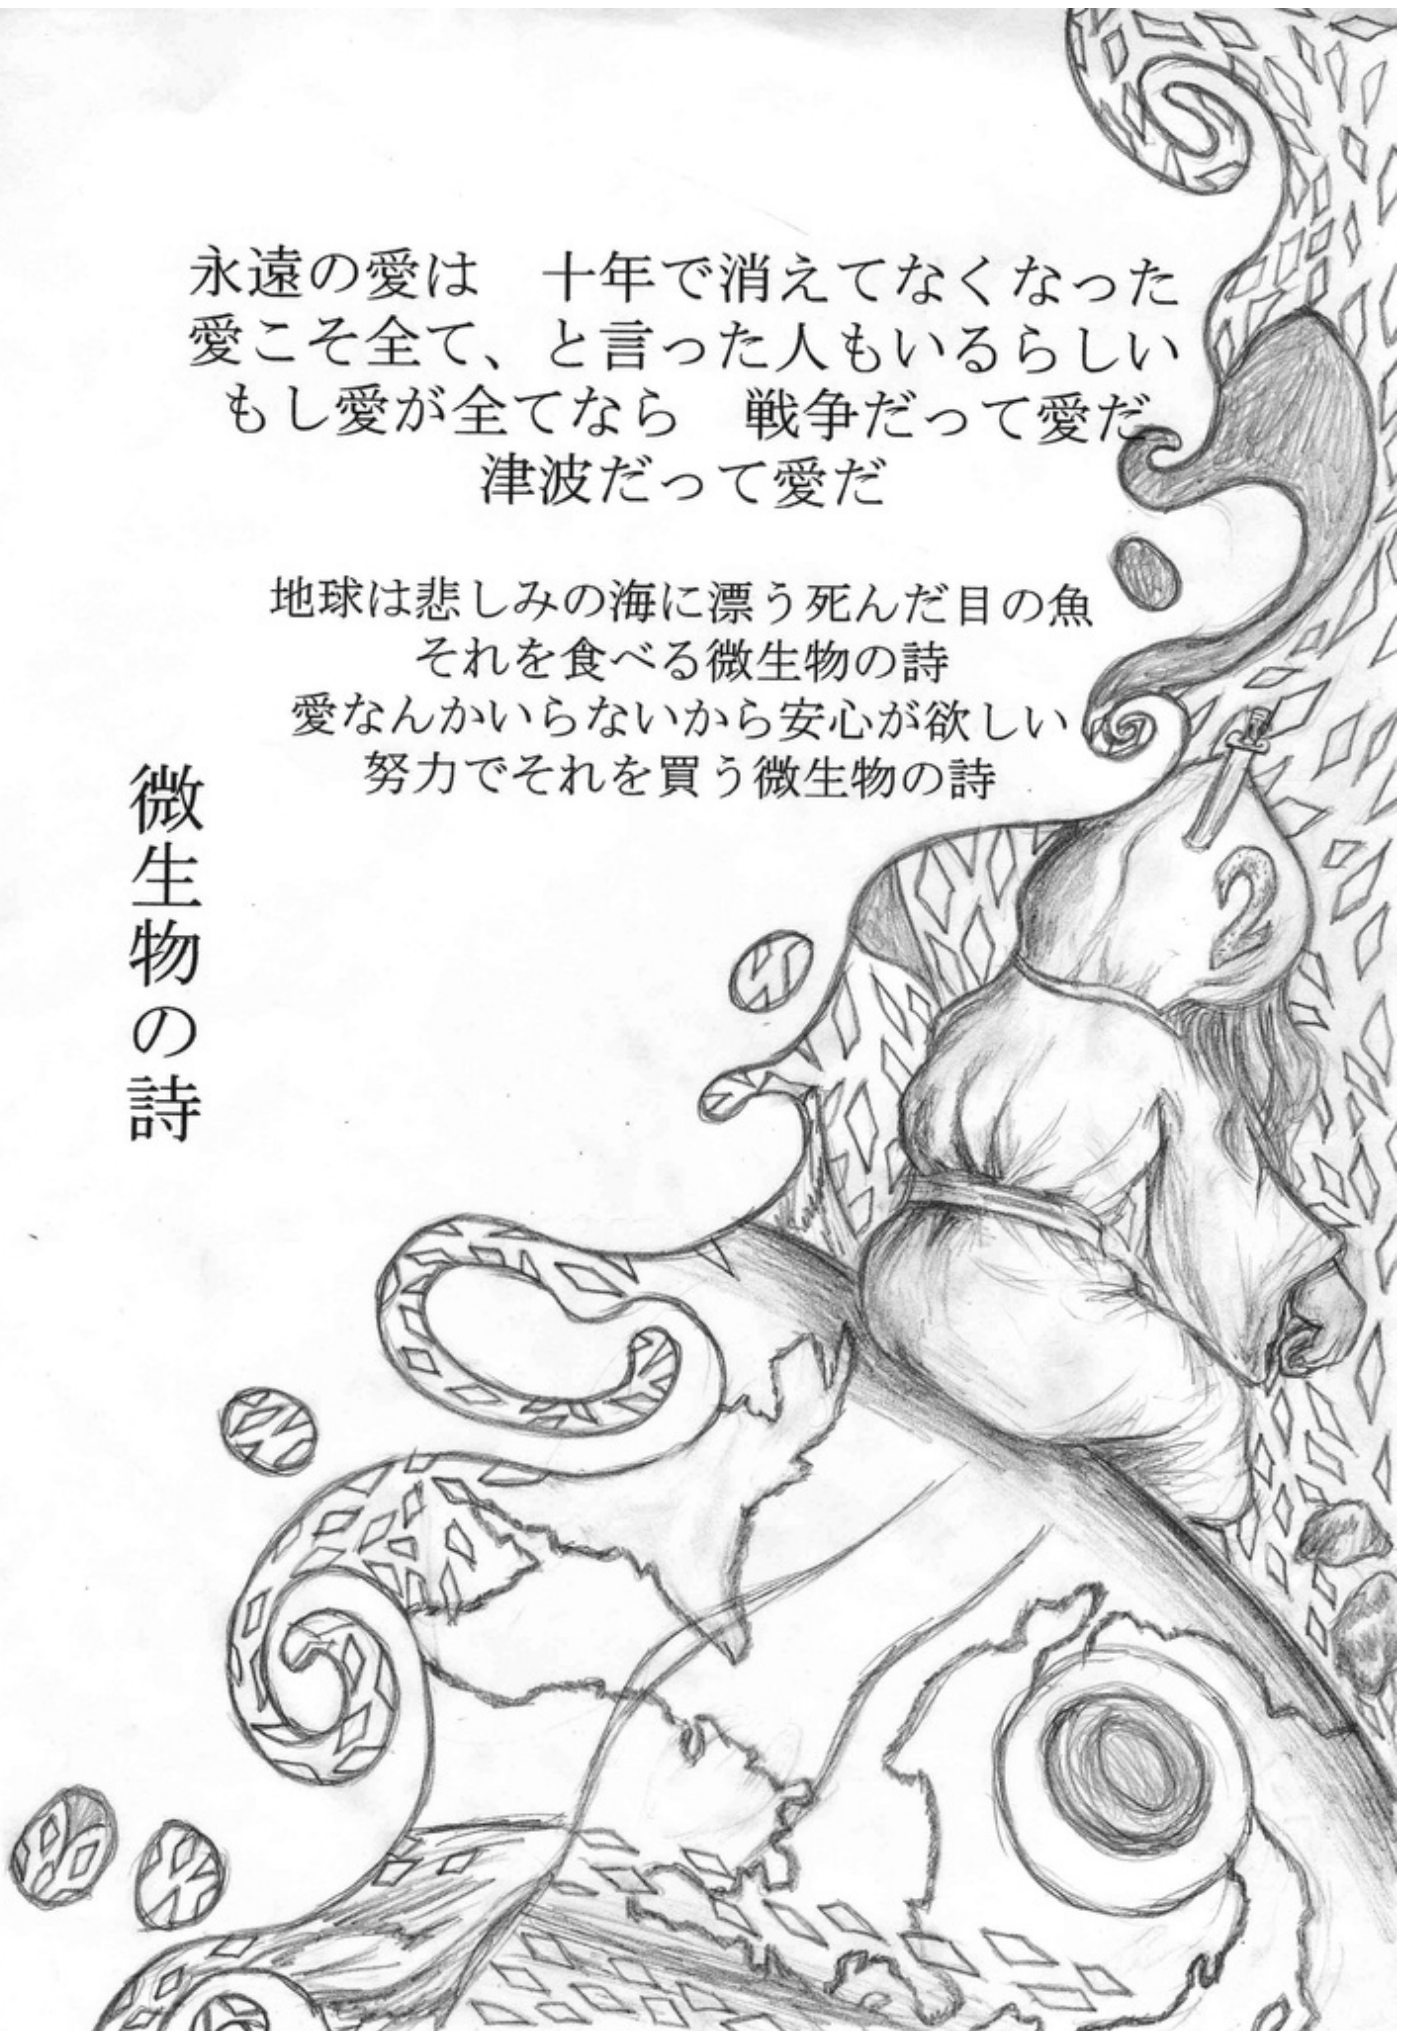 永遠の愛は　十年で消えてなくなった
愛こそ全て、と言った人もいるらしい
もし愛が全てなら　戦争だって愛だ
津波だって愛だ
地球は悲しみの海に漂う死んだ目の魚
それを食べる微生物の詩
愛なんかいらないから安心が欲しい
努力でそれを買う微生物の詩
微生物の詩
2